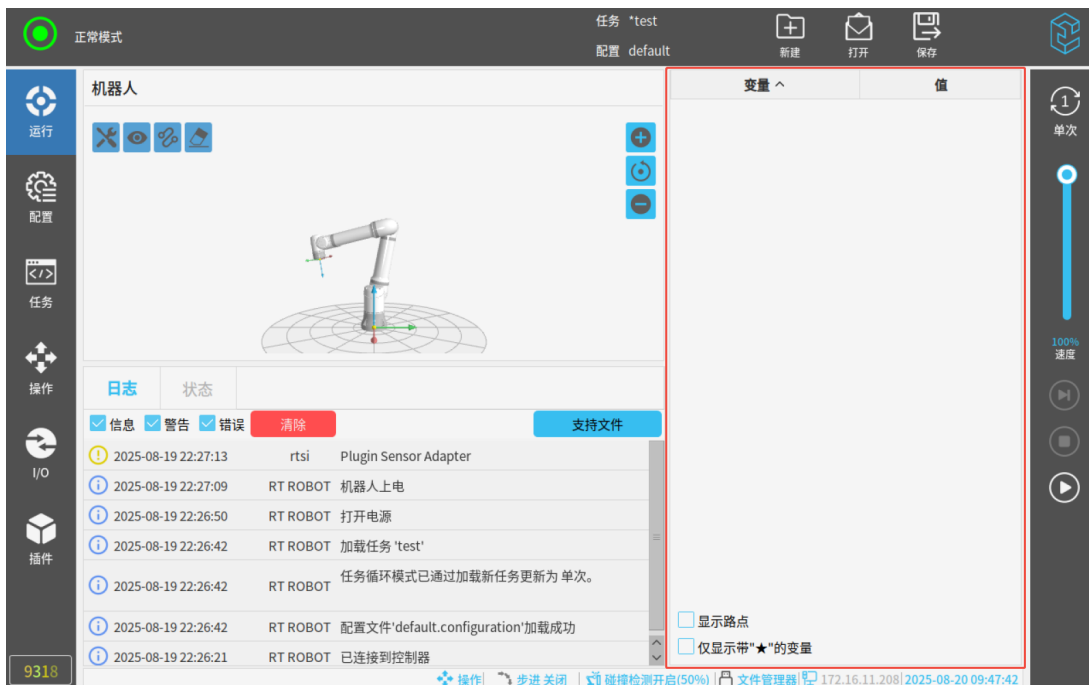 正常模式
任务 *test
配置 default
新建
打开
保存
运行
配置
任务
操作
I/O
插件
9318
机器人
日志
状态
信息 警告 错误 清除 支持文件
2025-08-19 22:27:13 rtsi Plugin Sensor Adapter
2025-08-19 22:27:09 RT ROBOT 机器人上电
2025-08-19 22:26:50 RT ROBOT 打开电源
2025-08-19 22:26:42 RT ROBOT 加载任务 'test'
2025-08-19 22:26:42 RT ROBOT 任务循环模式已通过加载新任务更新为 单次。
2025-08-19 22:26:42 RT ROBOT 配置文件'default.configuration'加载成功
2025-08-19 22:26:21 RT ROBOT 已连接到控制器
变量 值
显示路点
仅显示带"★"的变量
1
单次
100%
速度
操作 步进 关闭 碰撞检测开启(50%) 文件管理器 172.16.11.208 2025-08-20 09:47:42